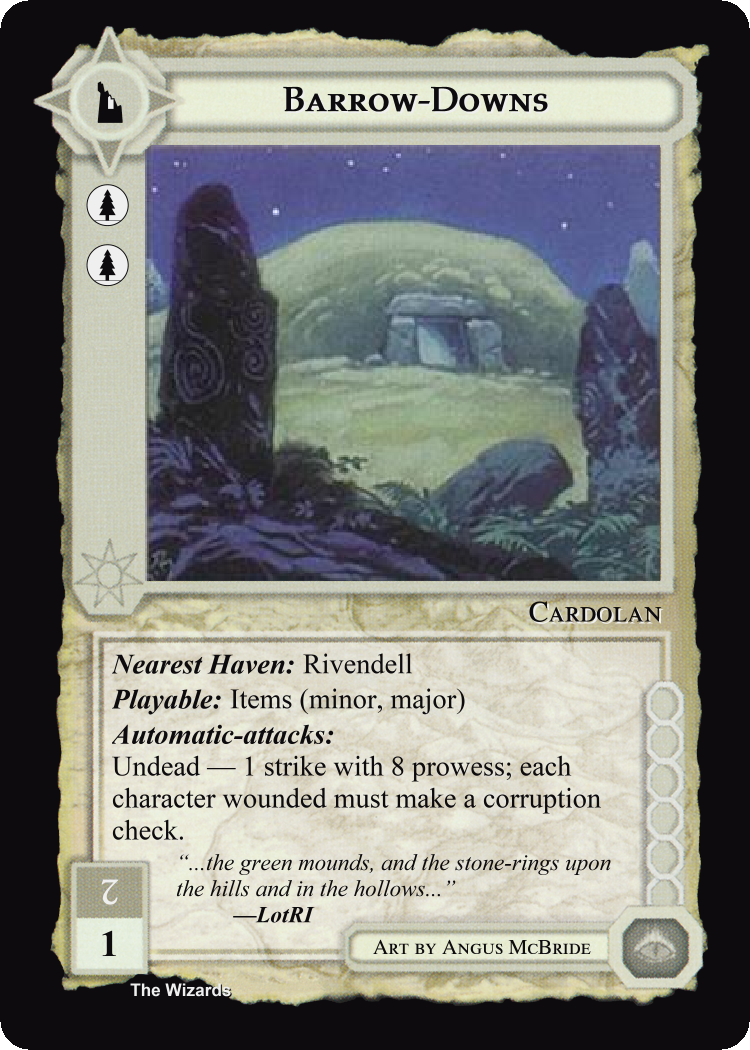 Barrow-Downs
Cardolan
Nearest Haven: Rivendell
Playable: Items (minor, major)
Automatic-attacks:
Undead — 1 strike with 8 prowess; each
character wounded must make a corruption
check.
“...the green mounds, and the stone-rings upon
the hills and in the hollows...”
—LotRI
2
1
Art by Angus McBride
The Wizards